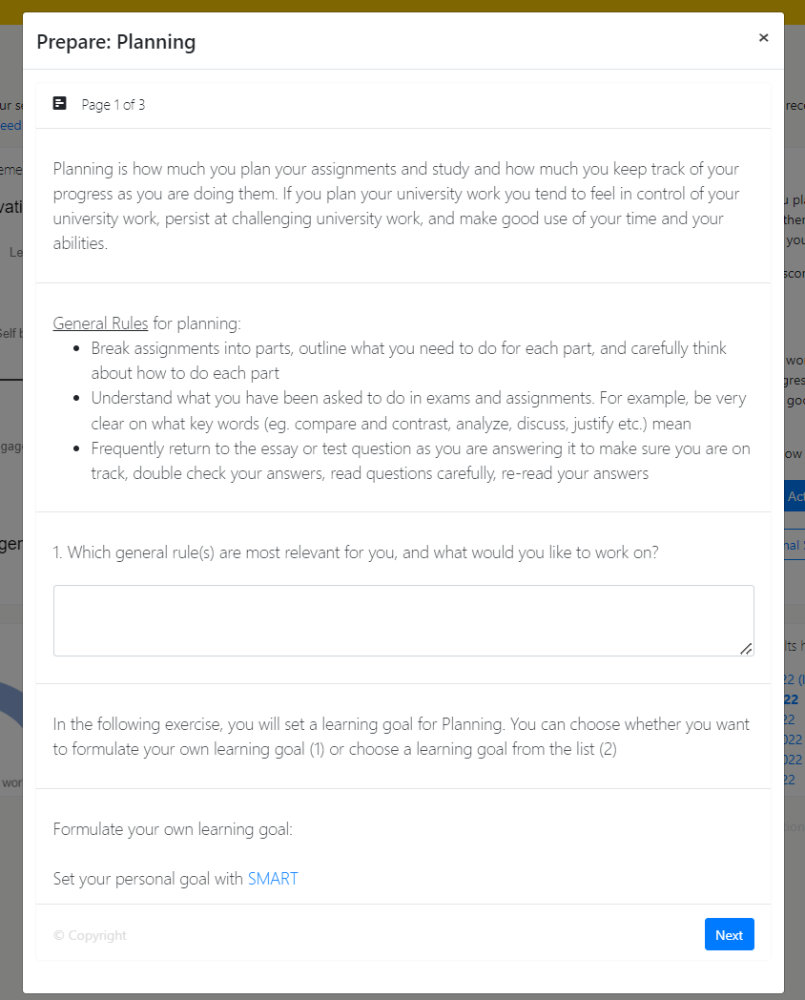 Prepare: Planning
×
Page 1 of 3
Planning is how much you plan your assignments and study and how much you keep track of your
progress as you are doing them. If you plan your university work you tend to feel in control of your
university work, persist at challenging university work, and make good use of your time and your
abilities.
General Rules for planning:
• Break assignments into parts, outline what you need to do for each part, and carefully think
about how to do each part
• Understand what you have been asked to do in exams and assignments. For example, be very
clear on what key words (eg. compare and contrast, analyze, discuss, justify etc.) mean
• Frequently return to the essay or test question as you are answering it to make sure you are on
track, double check your answers, read questions carefully, re-read your answers
1. Which general rule(s) are most relevant for you, and what would you like to work on?
In the following exercise, you will set a learning goal for Planning. You can choose whether you want
to formulate your own learning goal (1) or choose a learning goal from the list (2)
Formulate your own learning goal:
Set your personal goal with SMART
© Copyright
Next